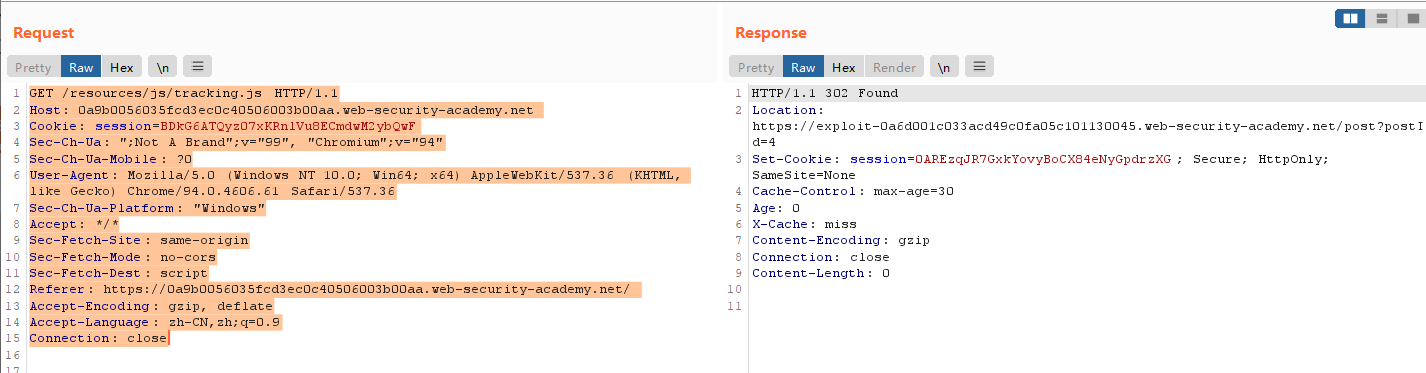 Request
Pretty Raw Hex \n
1 GET /resources/js/tracking.js HTTP/1.1
2 Host: 0a9b0056035fcd3ec0c40506003b00aa.web-security-academy.net
3 Cookie: session=BDkG6ATQyz07xKRnlVu8ECmdwM2ybQwF
4 Sec-Ch-Ua: ";Not A Brand";v="99", "Chromium";v="94"
5 Sec-Ch-Ua-Mobile: ?0
6 User-Agent: Mozilla/5.0 (Windows NT 10.0; Win64; x64) AppleWebKit/537.36 (KHTML,
like Gecko) Chrome/94.0.4606.61 Safari/537.36
7 Sec-Ch-Ua-Platform: "Windows"
8 Accept: */*
9 Sec-Fetch-Site: same-origin
10 Sec-Fetch-Mode: no-cors
11 Sec-Fetch-Dest: script
12 Referer: https://0a9b0056035fcd3ec0c40506003b00aa.web-security-academy.net/
13 Accept-Encoding: gzip, deflate
14 Accept-Language: zh-CN,zh;q=0.9
15 Connection: close
16
17
Response
Pretty Raw Hex Render \n
1 HTTP/1.1 302 Found
2 Location:
https://exploit-0a6d001c033acd49c0fa05c101130045.web-security-academy.net/post?postI
d=4
3 Set-Cookie: session=0AREzqJR7GxkYovyBoCX84eNyGpdrzXG; Secure; HttpOnly;
SameSite=None
4 Cache-Control: max-age=30
5 Age: 0
6 X-Cache: miss
7 Content-Encoding: gzip
8 Connection: close
9 Content-Length: 0
10
11